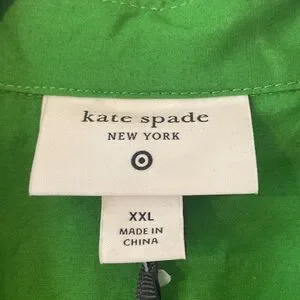 kate spade
NEW YORK
XXL
MADE IN
CHINA